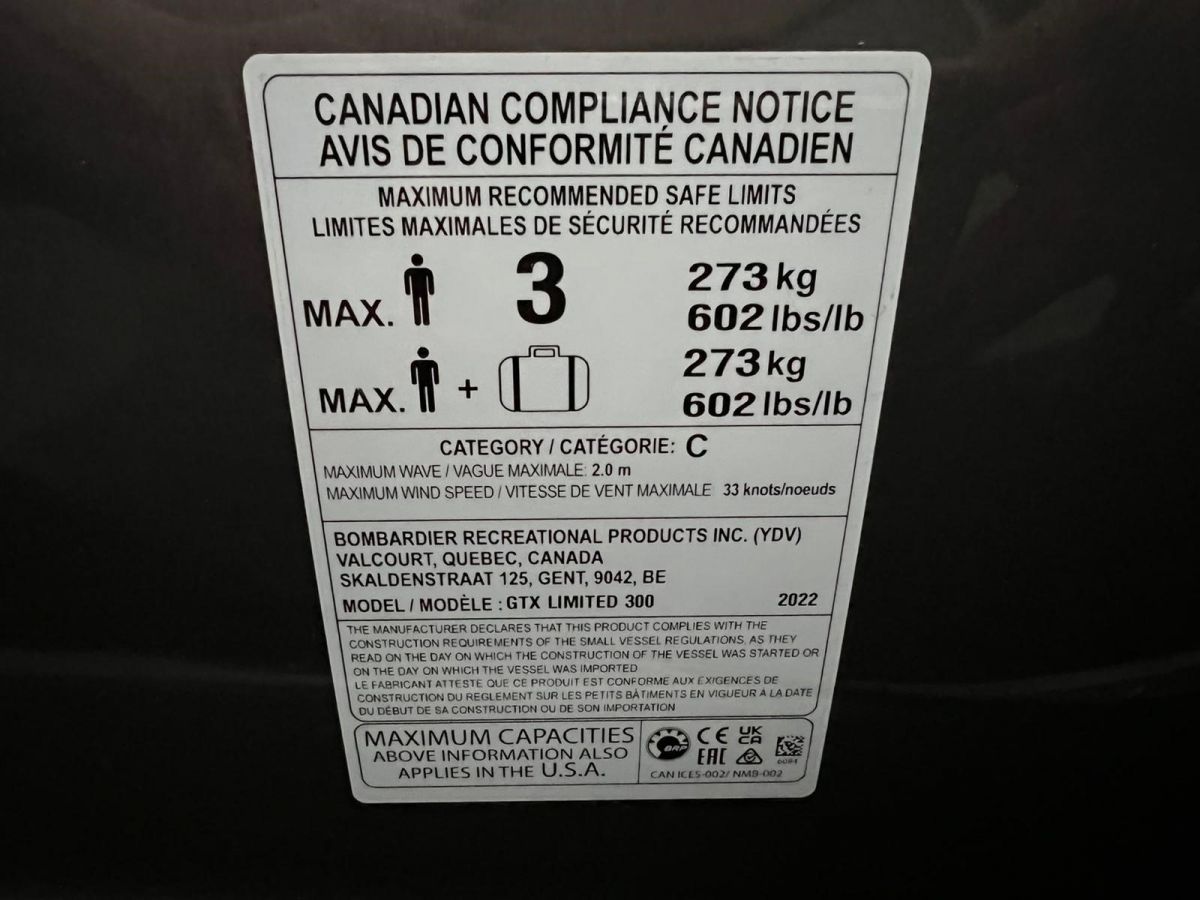 CANADIAN COMPLIANCE NOTICE
AVIS DE CONFORMITÉ CANADIEN
MAXIMUM RECOMMENDED SAFE LIMITS
LIMITES MAXIMALES DE SÉCURITÉ RECOMMANDÉES
MAX. 3 273 kg
602 lbs/lb
MAX. + 273 kg
602 lbs/lb
CATEGORY / CATÉGORIE: C
MAXIMUM WAVE / VAGUE MAXIMALE: 2.0 m
MAXIMUM WIND SPEED / VITESSE DE VENT MAXIMALE 33 knots/noeuds
BOMBARDIER RECREATIONAL PRODUCTS INC. (YDV)
VALCOURT, QUEBEC, CANADA
SKALDENSTRAAT 125, GENT, 9042, BE
MODEL / MODÈLE : GTX LIMITED 300 2022
THE MANUFACTURER DECLARES THAT THIS PRODUCT COMPLIES WITH THE
CONSTRUCTION REQUIREMENTS OF THE SMALL VESSEL REGULATIONS, AS THEY
READ ON THE DAY ON WHICH THE CONSTRUCTION OF THE VESSEL WAS STARTED OR
ON THE DAY ON WHICH THE VESSEL WAS IMPORTED
LE FABRICANT ATTESTE QUE CE PRODUIT EST CONFORME AUX EXIGENCES DE
CONSTRUCTION DU REGLEMENT SUR LES PETITS BÂTIMENTS EN VIGUEUR À LA DATE
DU DÉBUT DE SA CONSTRUCTION OU DE SON IMPORTATION
MAXIMUM CAPACITIES
ABOVE INFORMATION ALSO
APPLIES IN THE U.S.A.
BRP CE UKCA
EAC 6084
CAN ICES-002/ NMB-002